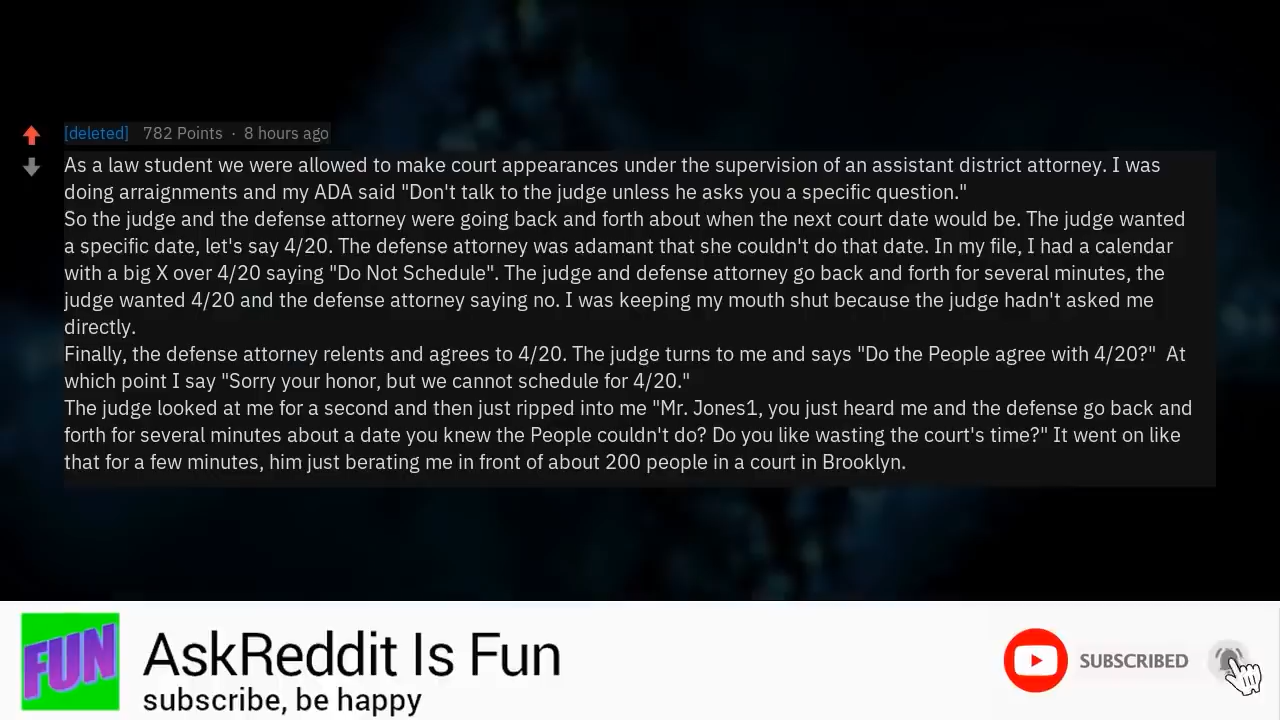 [deleted] 782 Points · 8 hours ago
As a law student we were allowed to make court appearances under the supervision of an assistant district attorney. I was
doing arraignments and my ADA said "Don't talk to the judge unless he asks you a specific question."
So the judge and the defense attorney were going back and forth about when the next court date would be. The judge wanted
a specific date, let's say 4/20. The defense attorney was adamant that she couldn't do that date. In my file, I had a calendar
with a big X over 4/20 saying "Do Not Schedule". The judge and defense attorney go back and forth for several minutes, the
judge wanted 4/20 and the defense attorney saying no. I was keeping my mouth shut because the judge hadn't asked me
directly.
Finally, the defense attorney relents and agrees to 4/20. The judge turns to me and says "Do the People agree with 4/20?" At
which point I say "Sorry your honor, but we cannot schedule for 4/20."
The judge looked at me for a second and then just ripped into me "Mr. Jones1, you just heard me and the defense go back and
forth for several minutes about a date you knew the People couldn't do? Do you like wasting the court's time?" It went on like
that for a few minutes, him just berating me in front of about 200 people in a court in Brooklyn.
FUN
AskReddit Is Fun
subscribe, be happy
SUBSCRIBED